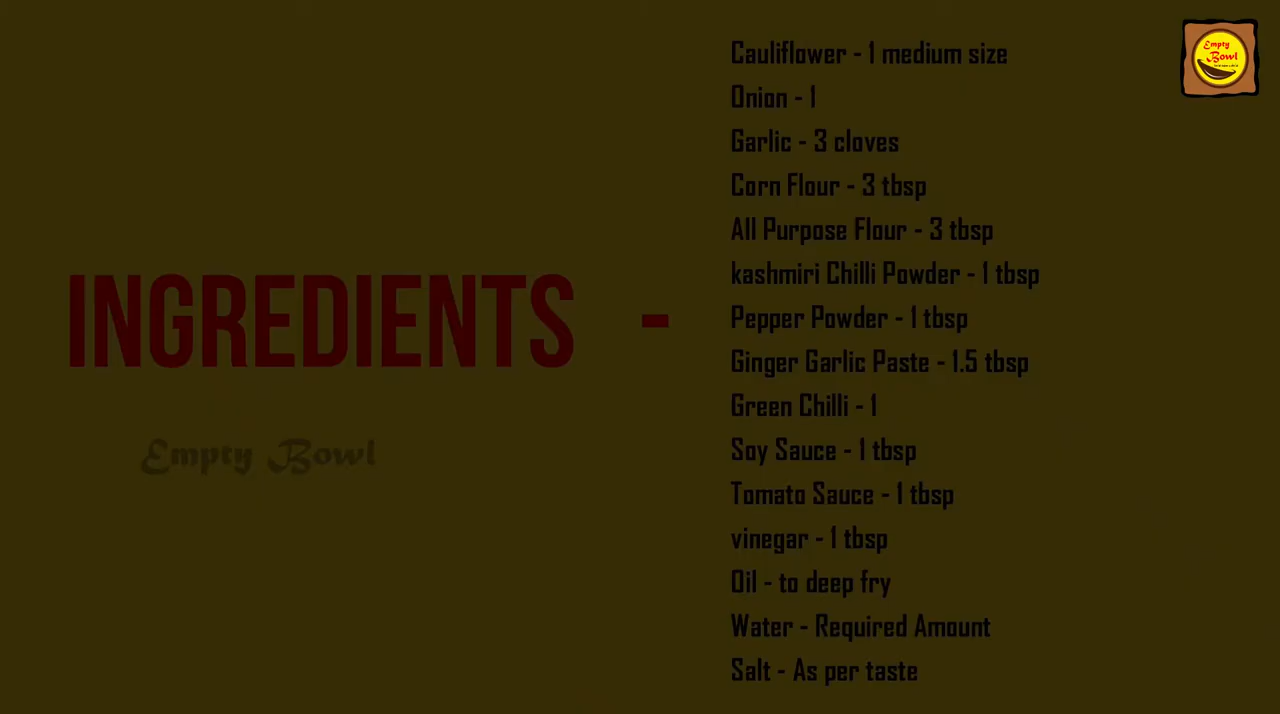 Empty
Bowl
INGREDIENTS -
Empty Bowl
Cauliflower - 1 medium size
Onion - 1
Garlic - 3 cloves
Corn Flour - 3 tbsp
All Purpose Flour - 3 tbsp
kashmiri Chilli Powder - 1 tbsp
Pepper Powder - 1 tbsp
Ginger Garlic Paste - 1.5 tbsp
Green Chilli - 1
Soy Sauce - 1 tbsp
Tomato Sauce - 1 tbsp
vinegar - 1 tbsp
Oil - to deep fry
Water - Required Amount
Salt - As per taste